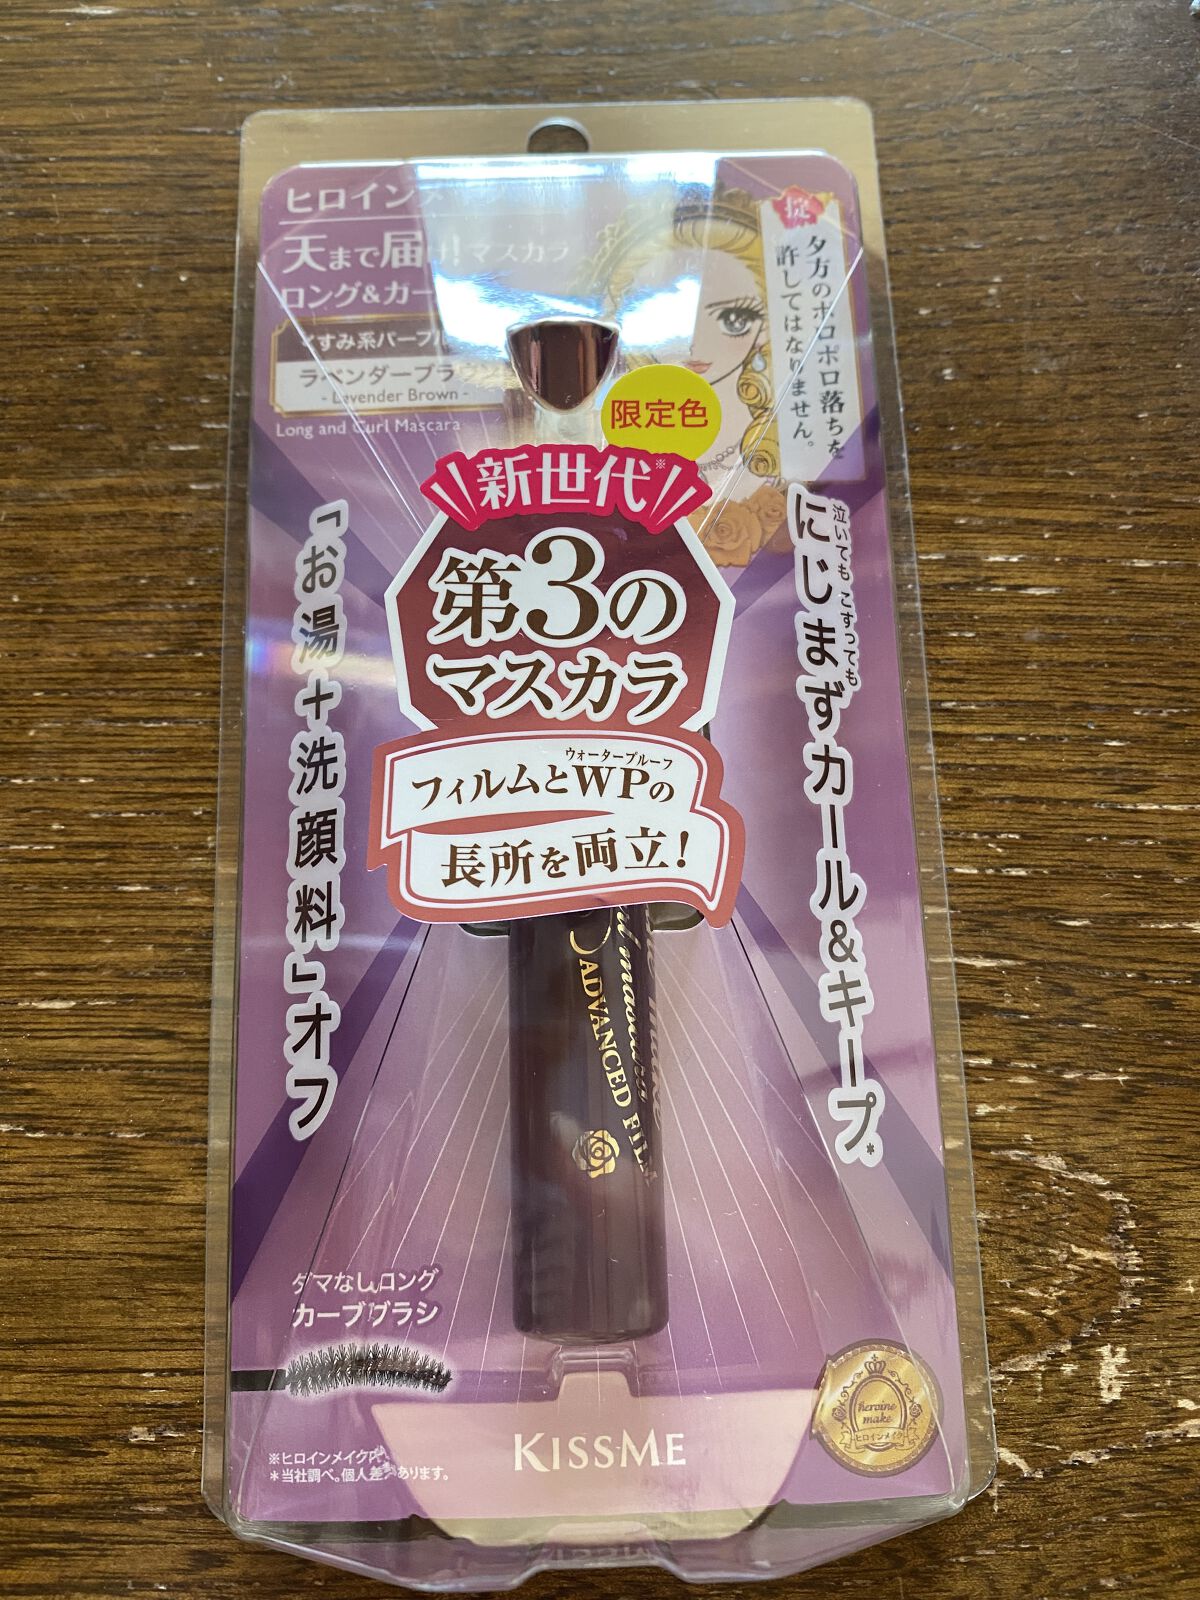 ヒロイン
天まで届け!マスカラ
ロング&カー
くすみ系パープル
ラベンダーブラウン
- Lavender Brown -
Long and Curl Mascara
掟
夕方のポロポロ落ちを
許してはなりません。
限定色
新世代※
第3の
マスカラ
ウォータープルーフ
フィルムとWPの
長所を両立!
泣いても こすっても
にじまずカール&キープ*
「お湯+洗顔料」オフ
ADVANCED FIL
ダマなしロング
カーブブラシ
heroine
make
ヒロインメイク
KISSME
※ヒロインメイク内
*当社調べ。個人差があります。